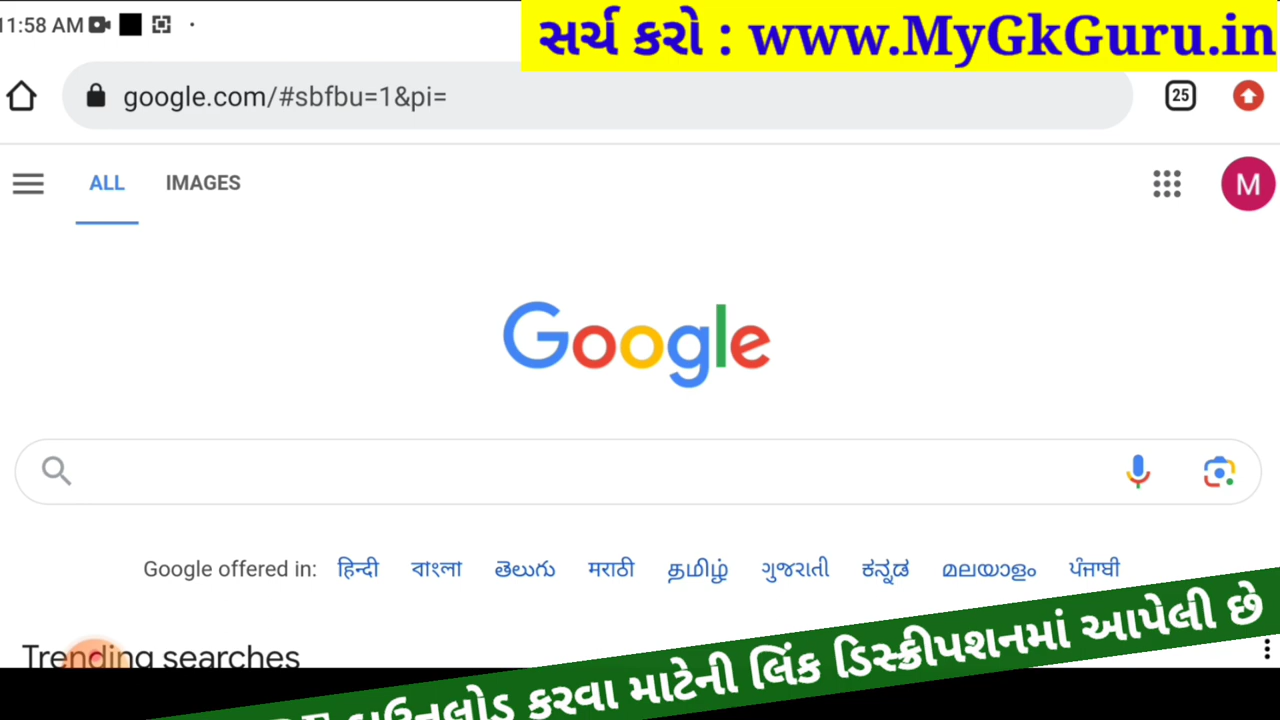 11:58 AM
સર્ચ કરો : www.MyGkGuru.in
google.com/#sbfbu=1&pi=
25
ALL IMAGES
M
Google
Google offered in: हिन्दी বাংলা తెలుగు मराठी தமிழ் ગુજરાતી ಕನ್ನಡ മലയാളം ਪੰਜਾਬੀ
Trending searches
ડાઉનલોડ કરવા માટેની લિંક ડિસ્ક્રીપશનમાં આપેલી છે